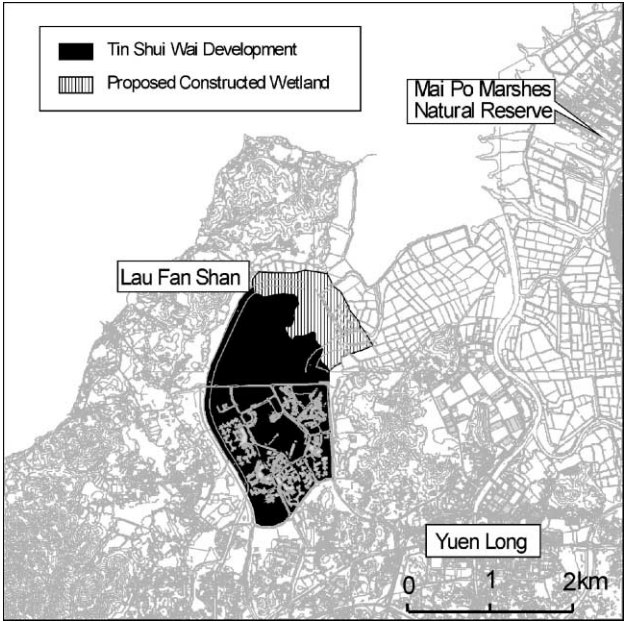 Tin Shui Wai Development
Proposed Constructed Wetland
Mai Po Marshes
Natural Reserve
Lau Fan Shan
Yuen Long
0 1 2km